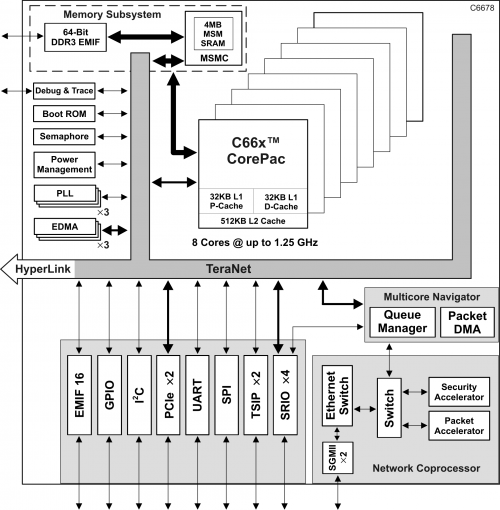 C6678
Memory Subsystem
64-Bit
DDR3 EMIF
4MB
MSM
SRAM
MSMC
Debug & Trace
Boot ROM
Semaphore
Power
Management
PLL
×3
EDMA
×3
C66x™
CorePac
32KB L1
P-Cache
32KB L1
D-Cache
512KB L2 Cache
8 Cores @ up to 1.25 GHz
HyperLink
TeraNet
Multicore Navigator
Queue
Manager
Packet
DMA
EMIF 16
GPIO
I²C
PCIe ×2
UART
SPI
TSIP ×2
SRIO ×4
Ethernet
Switch
Switch
Security
Accelerator
Packet
Accelerator
SGMII
×2
Network Coprocessor